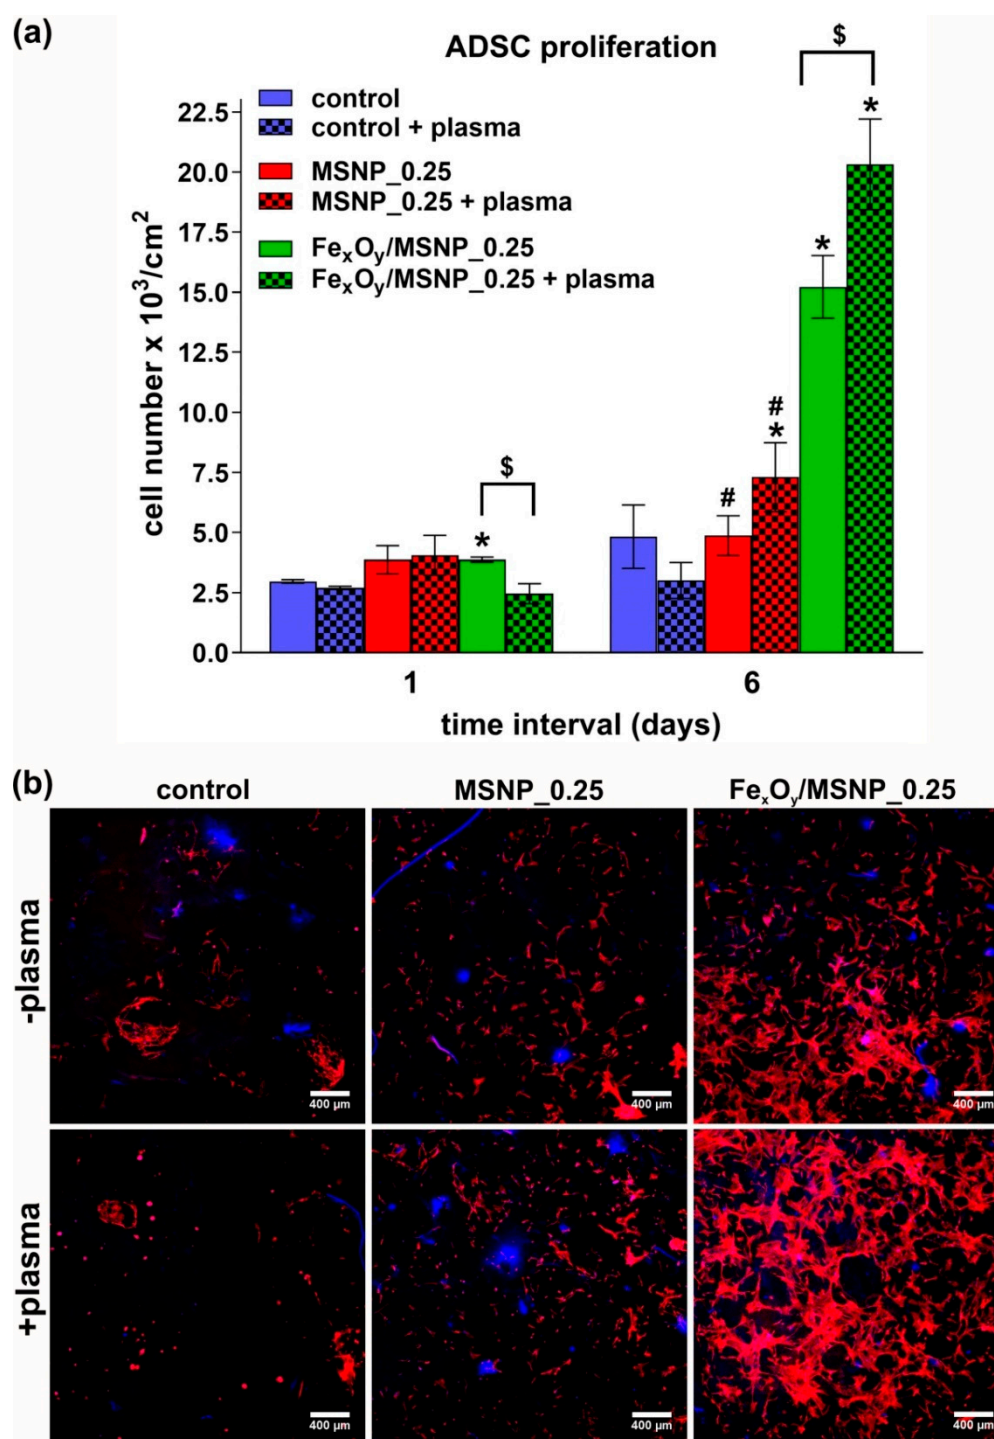 (a)
ADSC proliferation
$
*
control
control + plasma
MSNP_0.25
MSNP_0.25 + plasma
FexOy/MSNP_0.25
FexOy/MSNP_0.25 + plasma
cell number x 10³/cm²
22.5
20.0
17.5
15.0
12.5
10.0
7.5
5.0
2.5
0.0
*
#
*
$
*
#
1
6
time interval (days)
(b)
control
MSNP_0.25
FexOy/MSNP_0.25
-plasma
400 µm
400 µm
400 µm
+plasma
400 µm
400 µm
400 µm